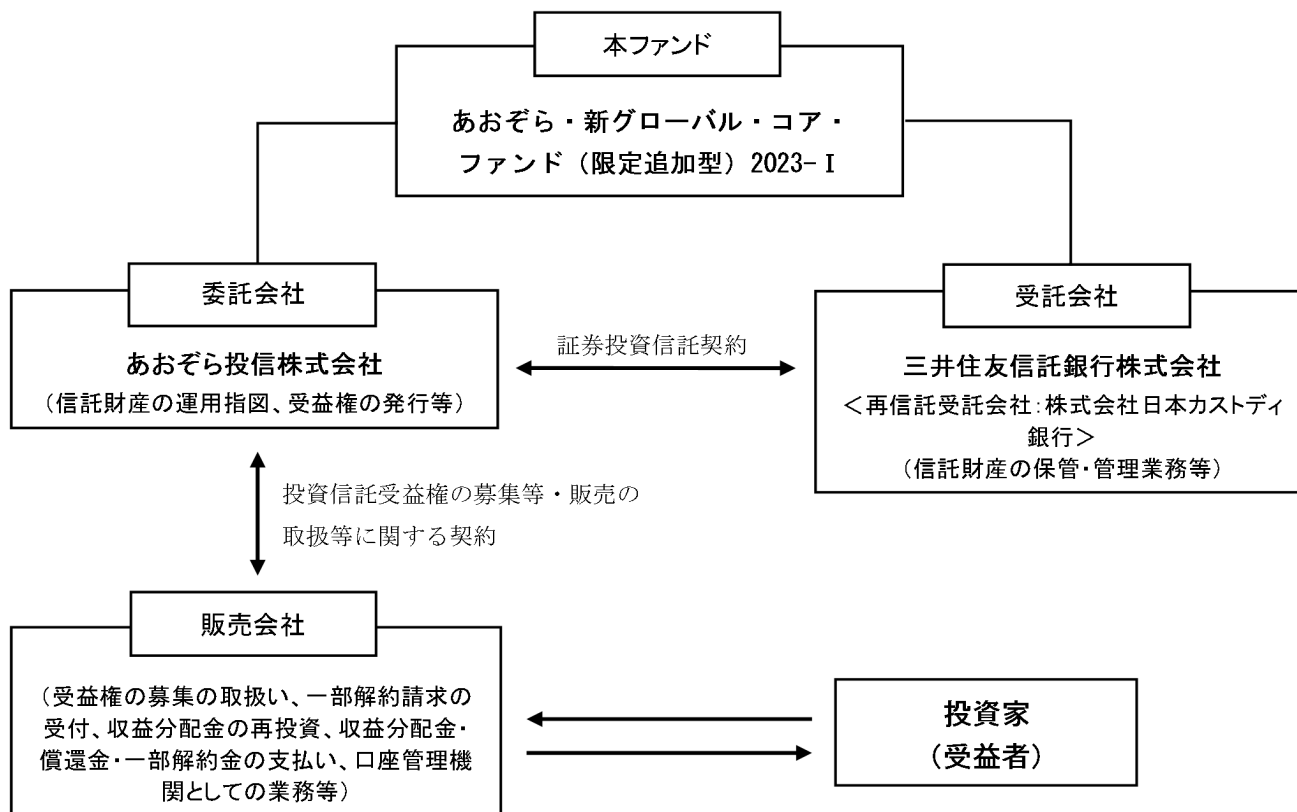 本ファンド
あおぞら・新グローバル・コア・
ファンド（限定追加型）2023-Ⅰ
委託会社
あおぞら投信株式会社
（信託財産の運用指図、受益権の発行等）
証券投資信託契約
受託会社
三井住友信託銀行株式会社
＜再信託受託会社：株式会社日本カストディ
銀行＞
（信託財産の保管・管理業務等）
投資信託受益権の募集等・販売の
取扱等に関する契約
販売会社
（受益権の募集の取扱い、一部解約請求の
受付、収益分配金の再投資、収益分配金・
償還金・一部解約金の支払い、口座管理機
関としての業務等）
投資家
（受益者）